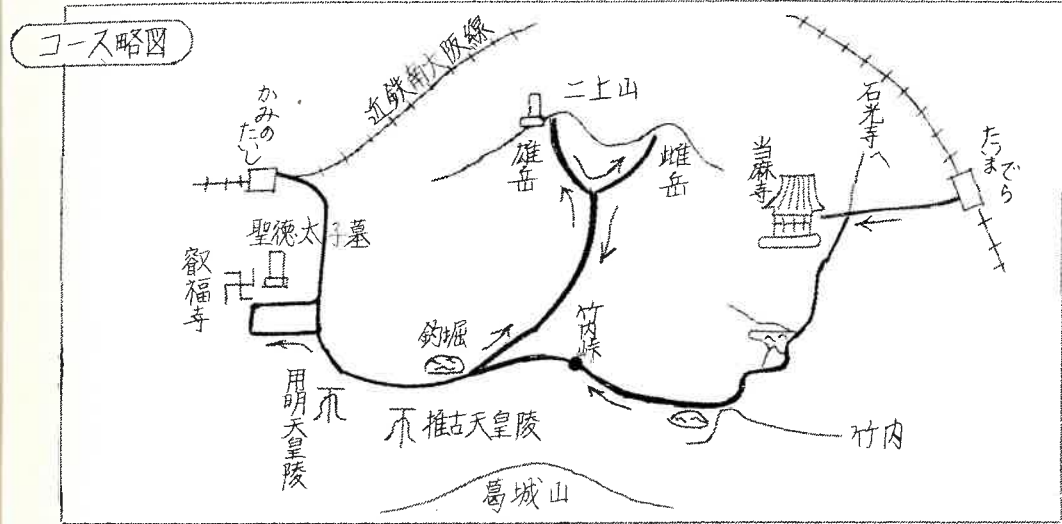 コース略図
近鉄南大阪線
二上山
石光寺へ
かみの
たいし
雄岳
雌岳
当麻寺
たいまでら
聖徳太子墓
叡福寺
釣堀
竹内峠
用明天皇陵
推古天皇陵
竹内
葛城山